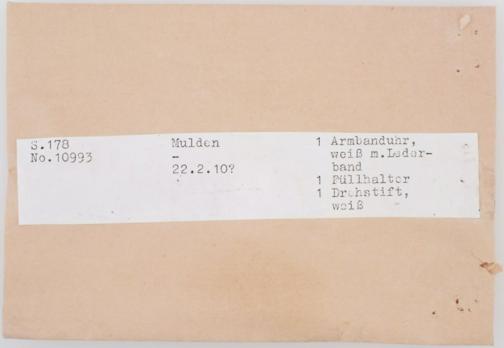 S.178
No.10993
Mulden
–
22.2.10?
1 Armbanduhr,
weiß m.Leder-
band
1 Füllhalter
1 Drehstift,
weiß